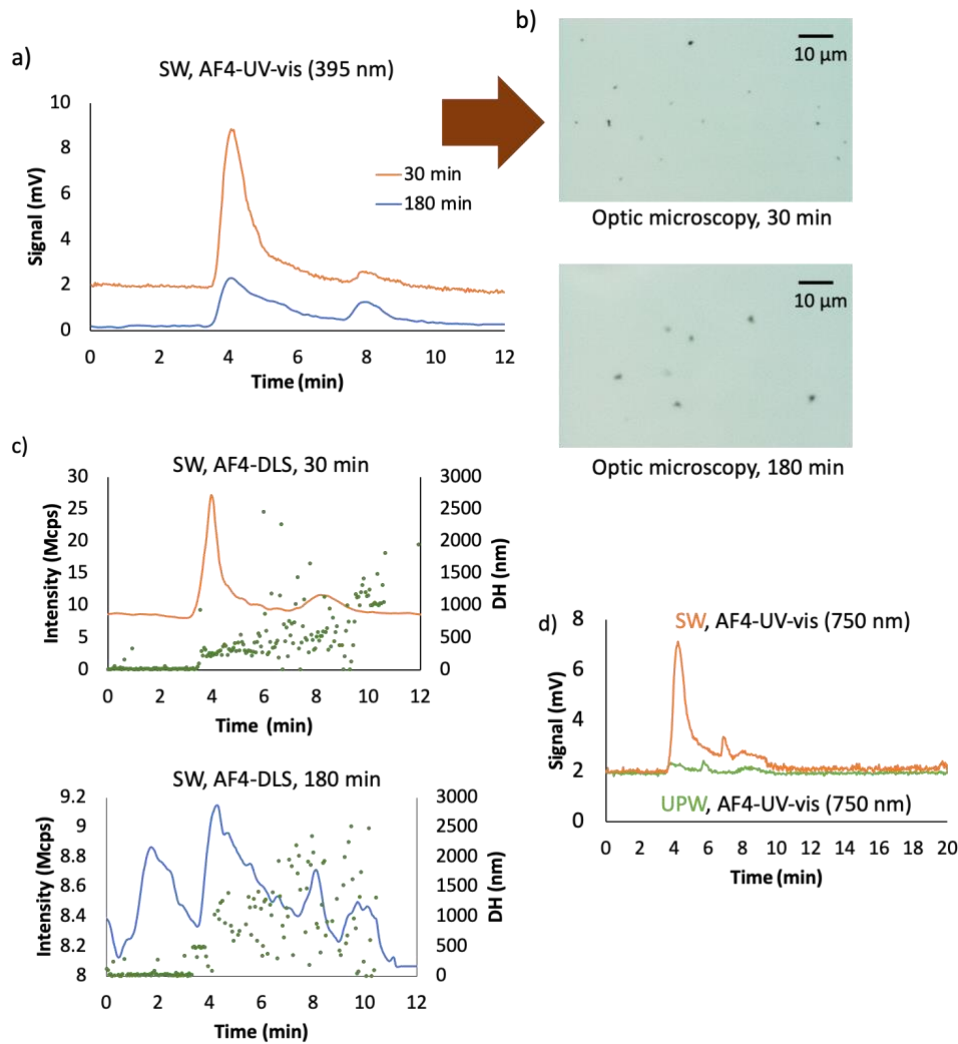 a)
SW, AF4-UV-vis (395 nm)
Signal (mV)
10
8
6
4
2
0
30 min
180 min
0 2 4 6 8 10 12
Time (min)
b)
10 µm
Optic microscopy, 30 min
10 µm
Optic microscopy, 180 min
c)
SW, AF4-DLS, 30 min
Intensity (Mcps)
30
25
20
15
10
5
0
3000
2500
2000
1500
1000
500
0
DH (nm)
0 2 4 6 8 10 12
Time (min)
SW, AF4-DLS, 180 min
Intensity (Mcps)
9.2
9
8.8
8.6
8.4
8.2
8
3000
2500
2000
1500
1000
500
0
DH (nm)
0 2 4 6 8 10 12
Time (min)
d)
SW, AF4-UV-vis (750 nm)
Signal (mV)
8
6
4
2
0
UPW, AF4-UV-vis (750 nm)
0 2 4 6 8 10 12 14 16 18 20
Time (min)